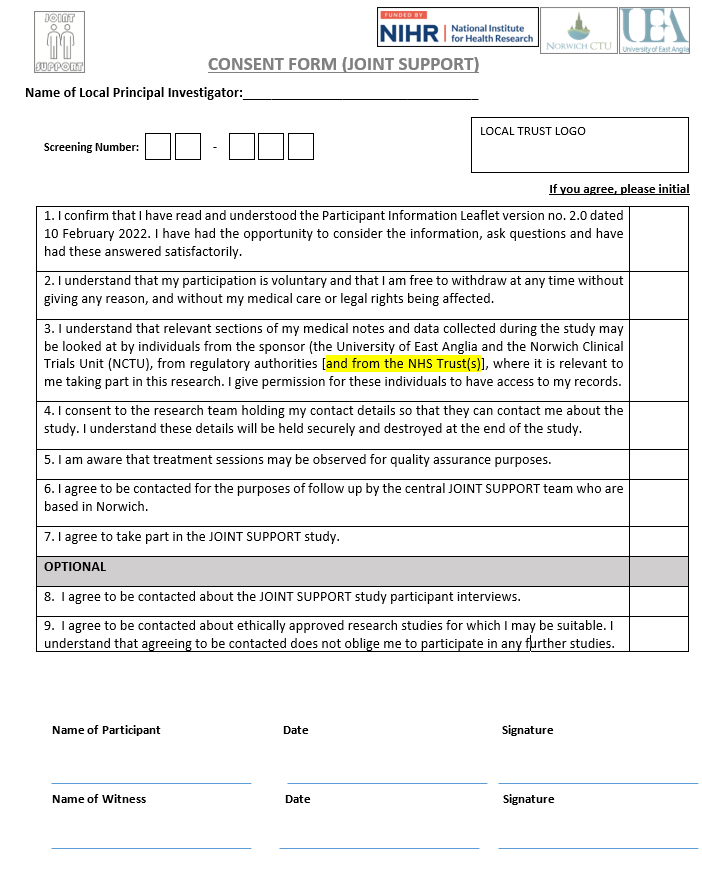 JOINT
SUPPORT
FUNDED BY
NIHR | National Institute
for Health Research
NORWICH CTU
UEA
University of East Anglia
CONSENT FORM (JOINT SUPPORT)
Name of Local Principal Investigator:_________________________________
Screening Number: -
LOCAL TRUST LOGO
If you agree, please initial
1. I confirm that I have read and understood the Participant Information Leaflet version no. 2.0 dated
10 February 2022. I have had the opportunity to consider the information, ask questions and have
had these answered satisfactorily.
2. I understand that my participation is voluntary and that I am free to withdraw at any time without
giving any reason, and without my medical care or legal rights being affected.
3. I understand that relevant sections of my medical notes and data collected during the study may
be looked at by individuals from the sponsor (the University of East Anglia and the Norwich Clinical
Trials Unit (NCTU), from regulatory authorities [and from the NHS Trust(s)], where it is relevant to
me taking part in this research. I give permission for these individuals to have access to my records.
4. I consent to the research team holding my contact details so that they can contact me about the
study. I understand these details will be held securely and destroyed at the end of the study.
5. I am aware that treatment sessions may be observed for quality assurance purposes.
6. I agree to be contacted for the purposes of follow up by the central JOINT SUPPORT team who are
based in Norwich.
7. I agree to take part in the JOINT SUPPORT study.
OPTIONAL
8. I agree to be contacted about the JOINT SUPPORT study participant interviews.
9. I agree to be contacted about ethically approved research studies for which I may be suitable. I
understand that agreeing to be contacted does not oblige me to participate in any further studies.
Name of Participant Date Signature
Name of Witness Date Signature